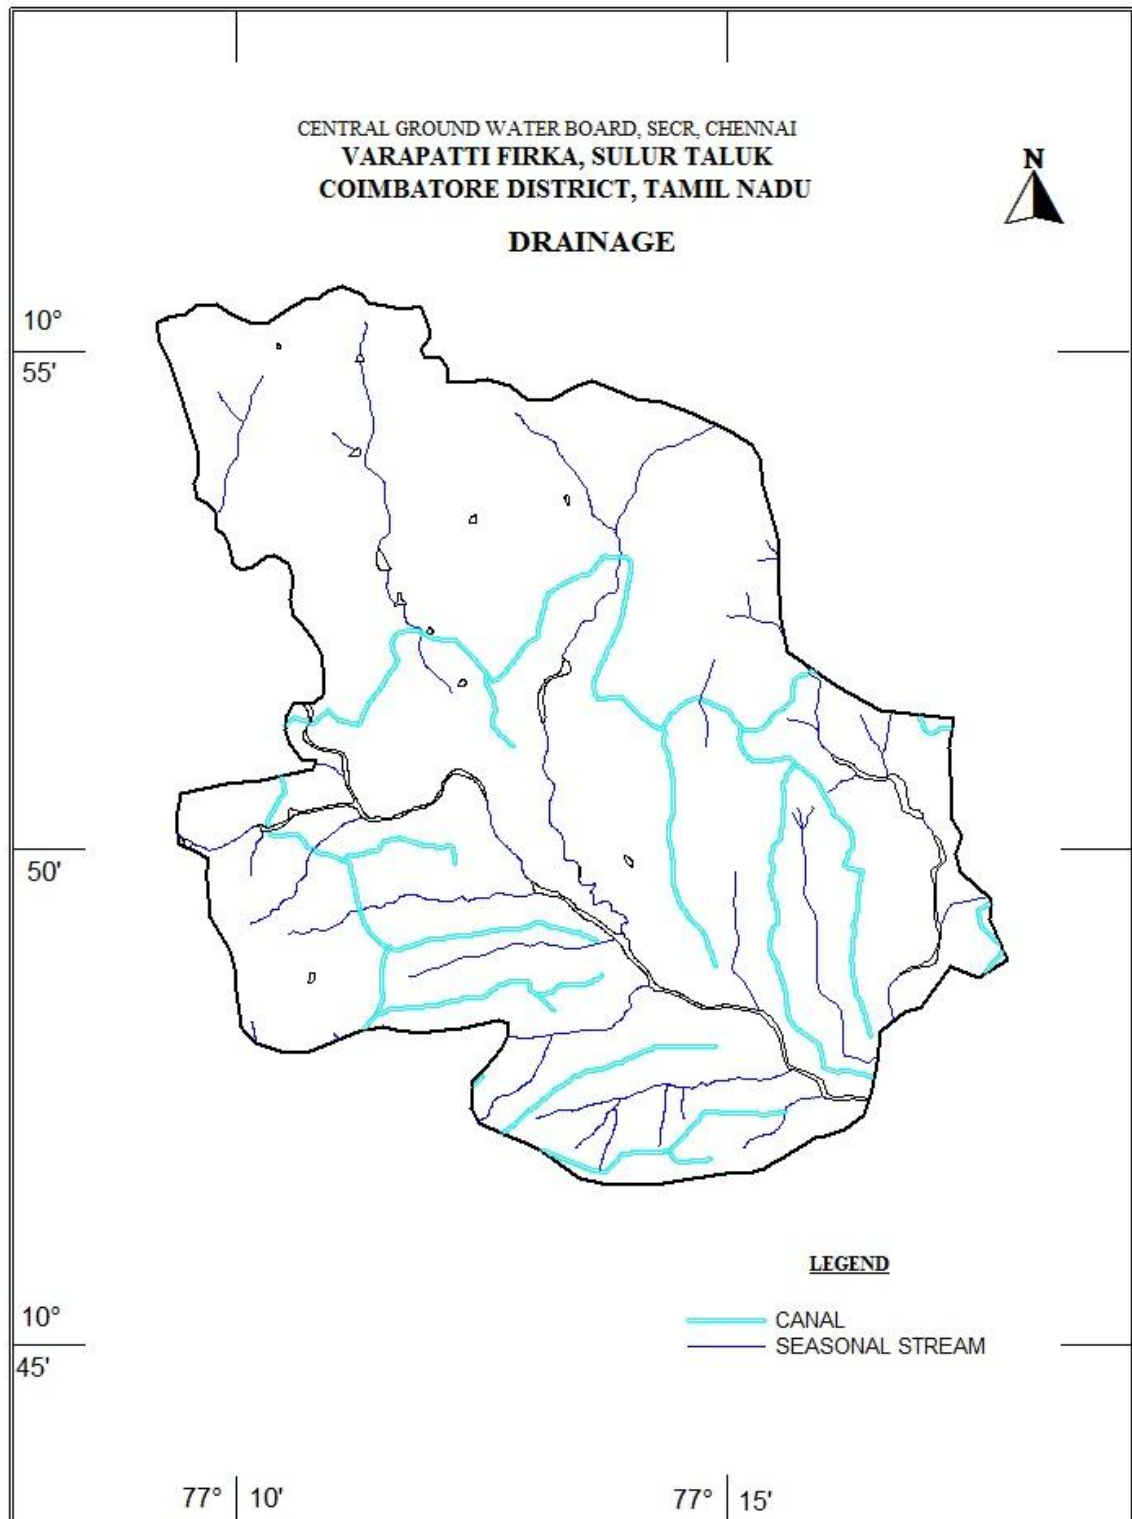 CENTRAL GROUND WATER BOARD, SECR, CHENNAI
VARAPATTI FIRKA, SULUR TALUK
COIMBATORE DISTRICT, TAMIL NADU
N
DRAINAGE
10°
55'
50'
LEGEND
10°
45'
CANAL
SEASONAL STREAM
77° 10'
77° 15'